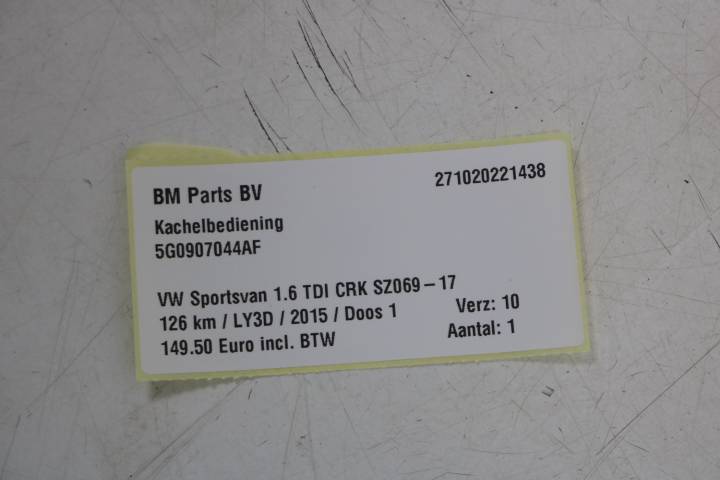 BM Parts BV 271020221438
Kachelbediening
5G0907044AF
VW Sportsvan 1.6 TDI CRK SZ069-17
126 km / LY3D / 2015 / Doos 1 Verz: 10
149.50 Euro incl. BTW Aantal: 1